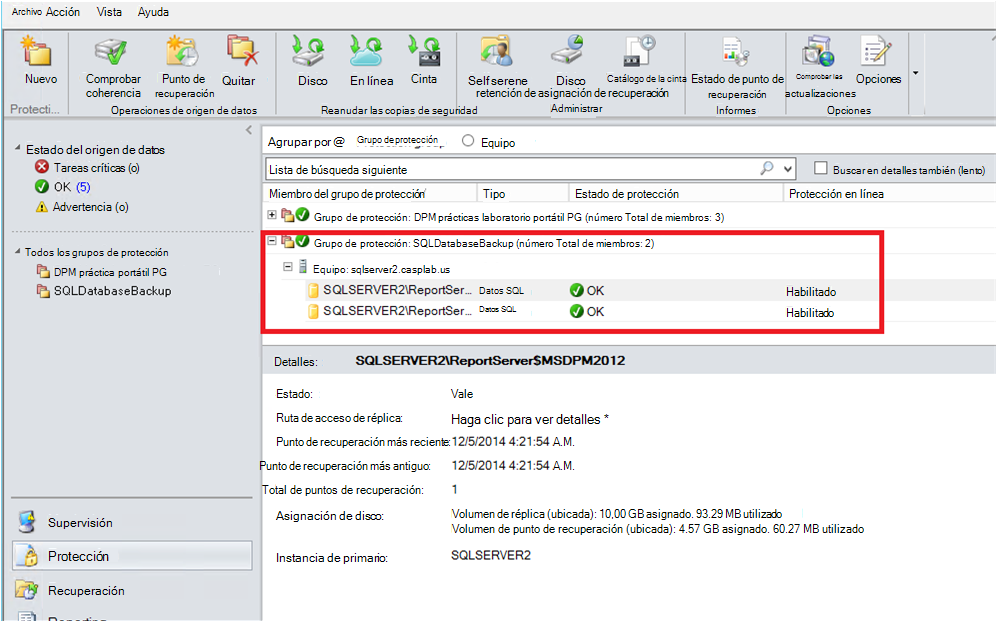 Archivo Acción Vista Ayuda
Nuevo
Comprobar coherencia
Punto de recuperación
Quitar
Disco
En línea
Cinta
Selfserene
Disco
retención de asignación de recuperación
Catálogo de la cinta
Estado de punto de recuperación
Comprobar las actualizaciones
Opciones
Protecti...
Operaciones de origen de datos
Reanudar las copias de seguridad
Administrar
Informes
Opciones
Estado del origen de datos
Tareas críticas (o)
OK (5)
Advertencia (o)
Todos los grupos de protección
DPM práctica portátil PG
SQLDatabaseBackup
Supervisión
Protección
Recuperación
Reporting
Agrupar por @ Grupo de protección Equipo
Lista de búsqueda siguiente
Buscar en detalles también (lento)
Miembro del grupo de protección Tipo Estado de protección Protección en línea
Grupo de protección: DPM prácticas laboratorio portátil PG (número Total de miembros: 3)
Grupo de protección: SQLDatabaseBackup (número Total de miembros: 2)
Equipo: sqlserver2.casplab.us
SQLSERVER2\ReportSer... Datos SQL OK Habilitado
SQLSERVER2\ReportSer... Datos SQL OK Habilitado
Detalles: SQLSERVER2\ReportServer$MSDPM2012
Estado: Vale
Ruta de acceso de réplica: Haga clic para ver detalles *
Punto de recuperación más reciente: 12/5/2014 4:21:54 A.M.
Punto de recuperación más antiguo: 12/5/2014 4:21:54 A.M.
Total de puntos de recuperación: 1
Asignación de disco: Volumen de réplica (ubicada): 10,00 GB asignado. 93.29 MB utilizado
Volumen de punto de recuperación (ubicada): 4.57 GB asignado. 60.27 MB utilizado
Instancia de primario: SQLSERVER2